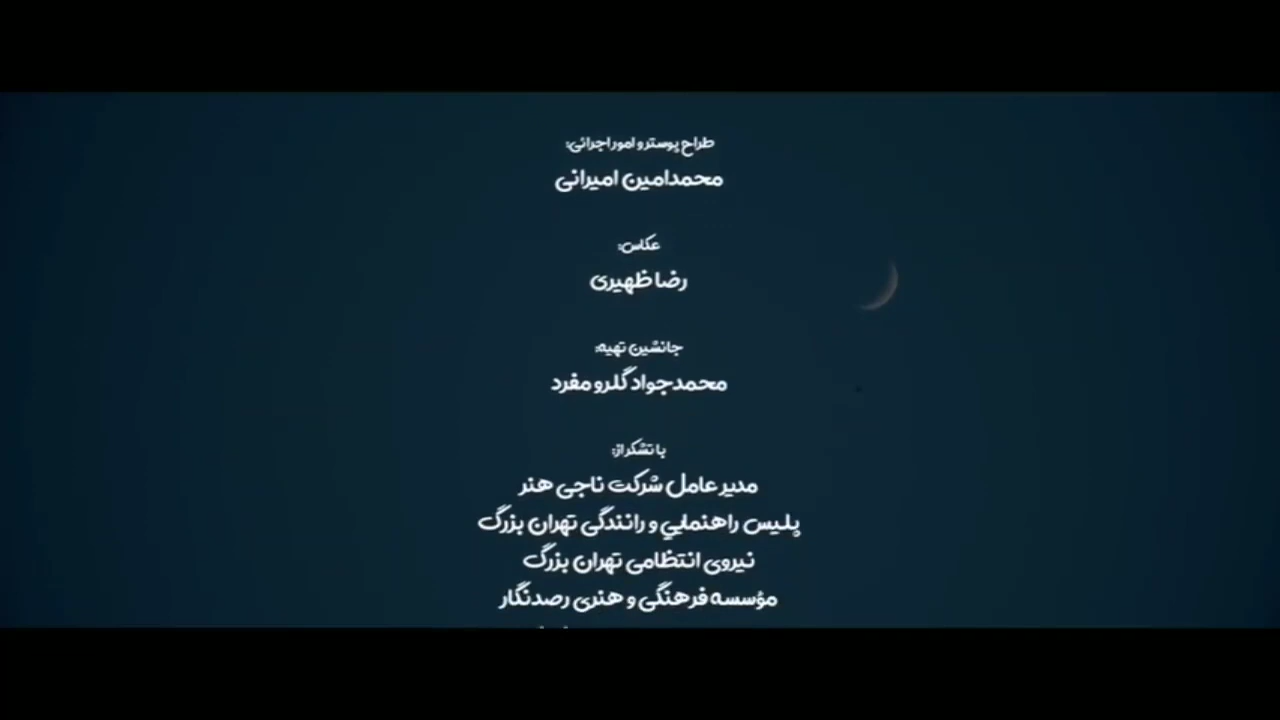 طراح پوستر و امور اجرائی:
محمدامین امیرانی
عکاس:
رضا ظهیری
جانشین تهیه:
محمدجواد گلرو مفرد
با تشکر از:
مدیر عامل شرکت ناجی هنر
پلیس راهنمایي و رانندگی تهران بزرگ
نیروی انتظامی تهران بزرگ
مؤسسه فرهنگی و هنری رصدنگار